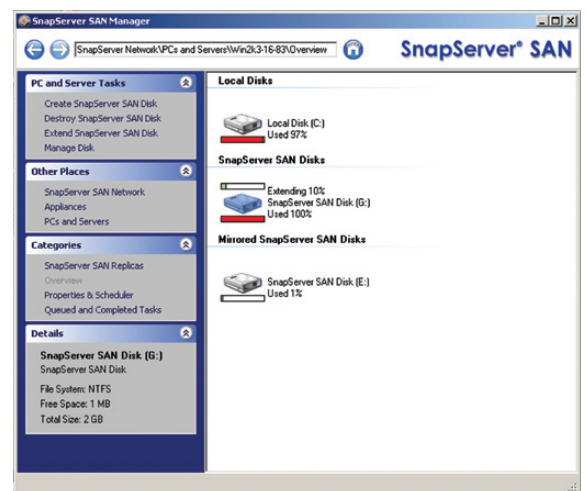 SnapServer SAN Manager
SnapServer Network\PCs and Servers\Win2k3-16-83\Overview
SnapServer® SAN
PC and Server Tasks
Create SnapServer SAN Disk
Destroy SnapServer SAN Disk
Extend SnapServer SAN Disk
Manage Disk
Other Places
SnapServer SAN Network
Appliances
PCs and Servers
Categories
SnapServer SAN Replicas
Overview
Properties & Scheduler
Queued and Completed Tasks
Details
SnapServer SAN Disk (G:)
SnapServer SAN Disk
File System: NTFS
Free Space: 1 MB
Total Size: 2 GB
Local Disks
Local Disk (C:)
Used 97%
SnapServer SAN Disks
Extending 10%
SnapServer SAN Disk (G:)
Used 100%
Mirrored SnapServer SAN Disks
SnapServer SAN Disk (E:)
Used 1%